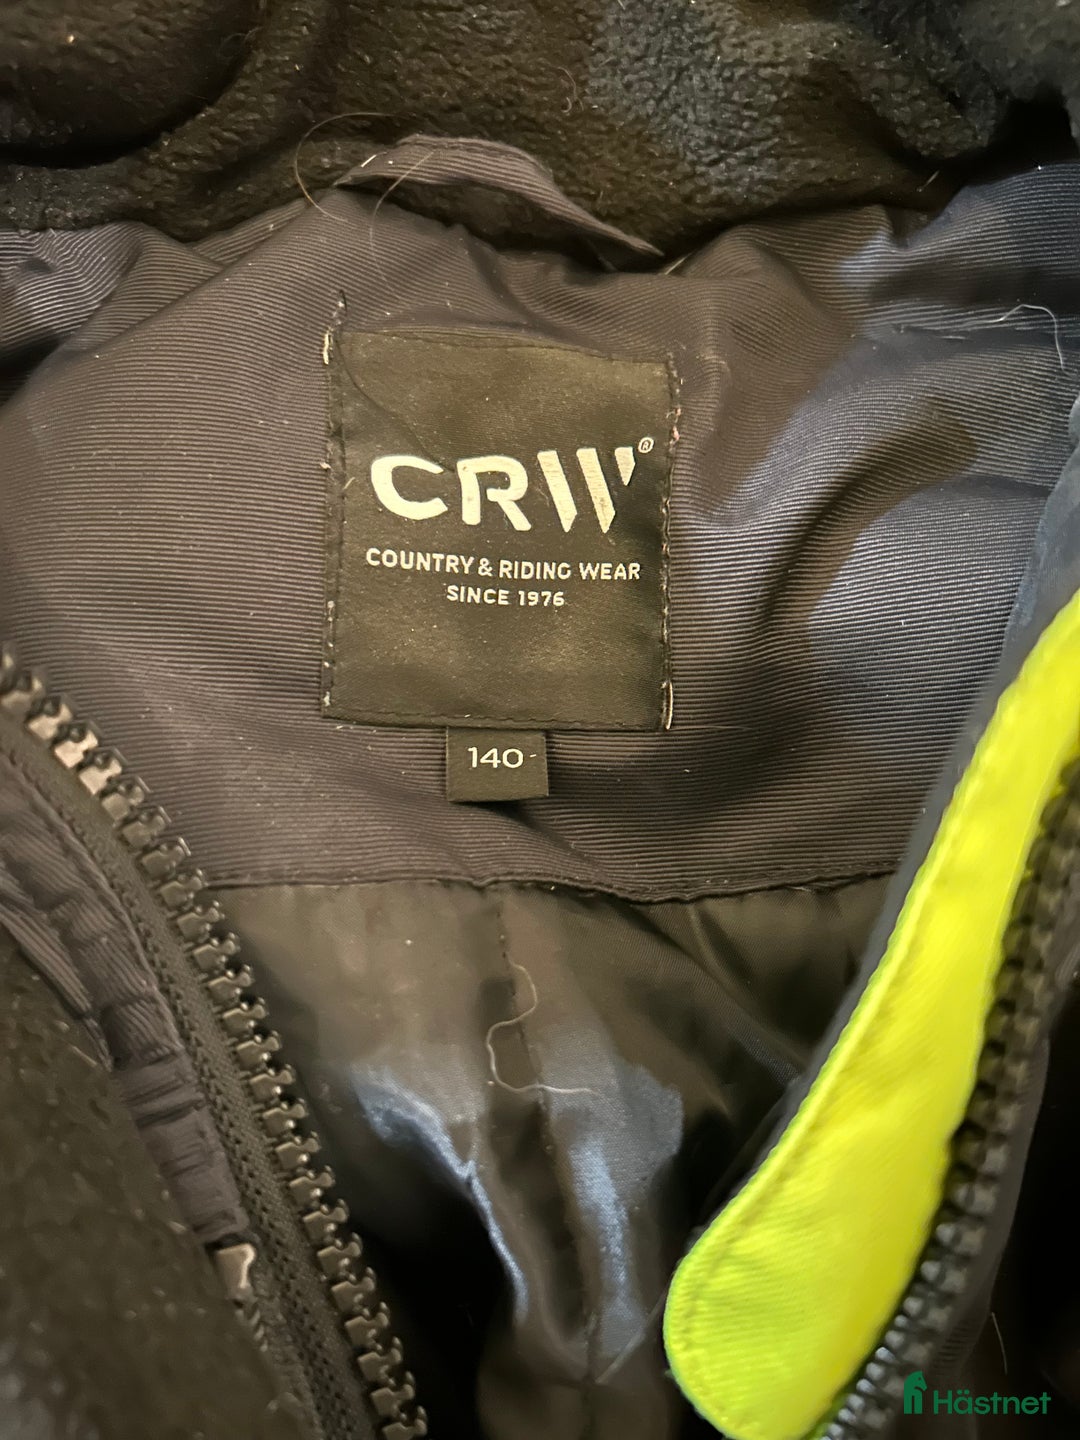 CRW®
COUNTRY & RIDING WEAR
SINCE 1976
140
Hästnet